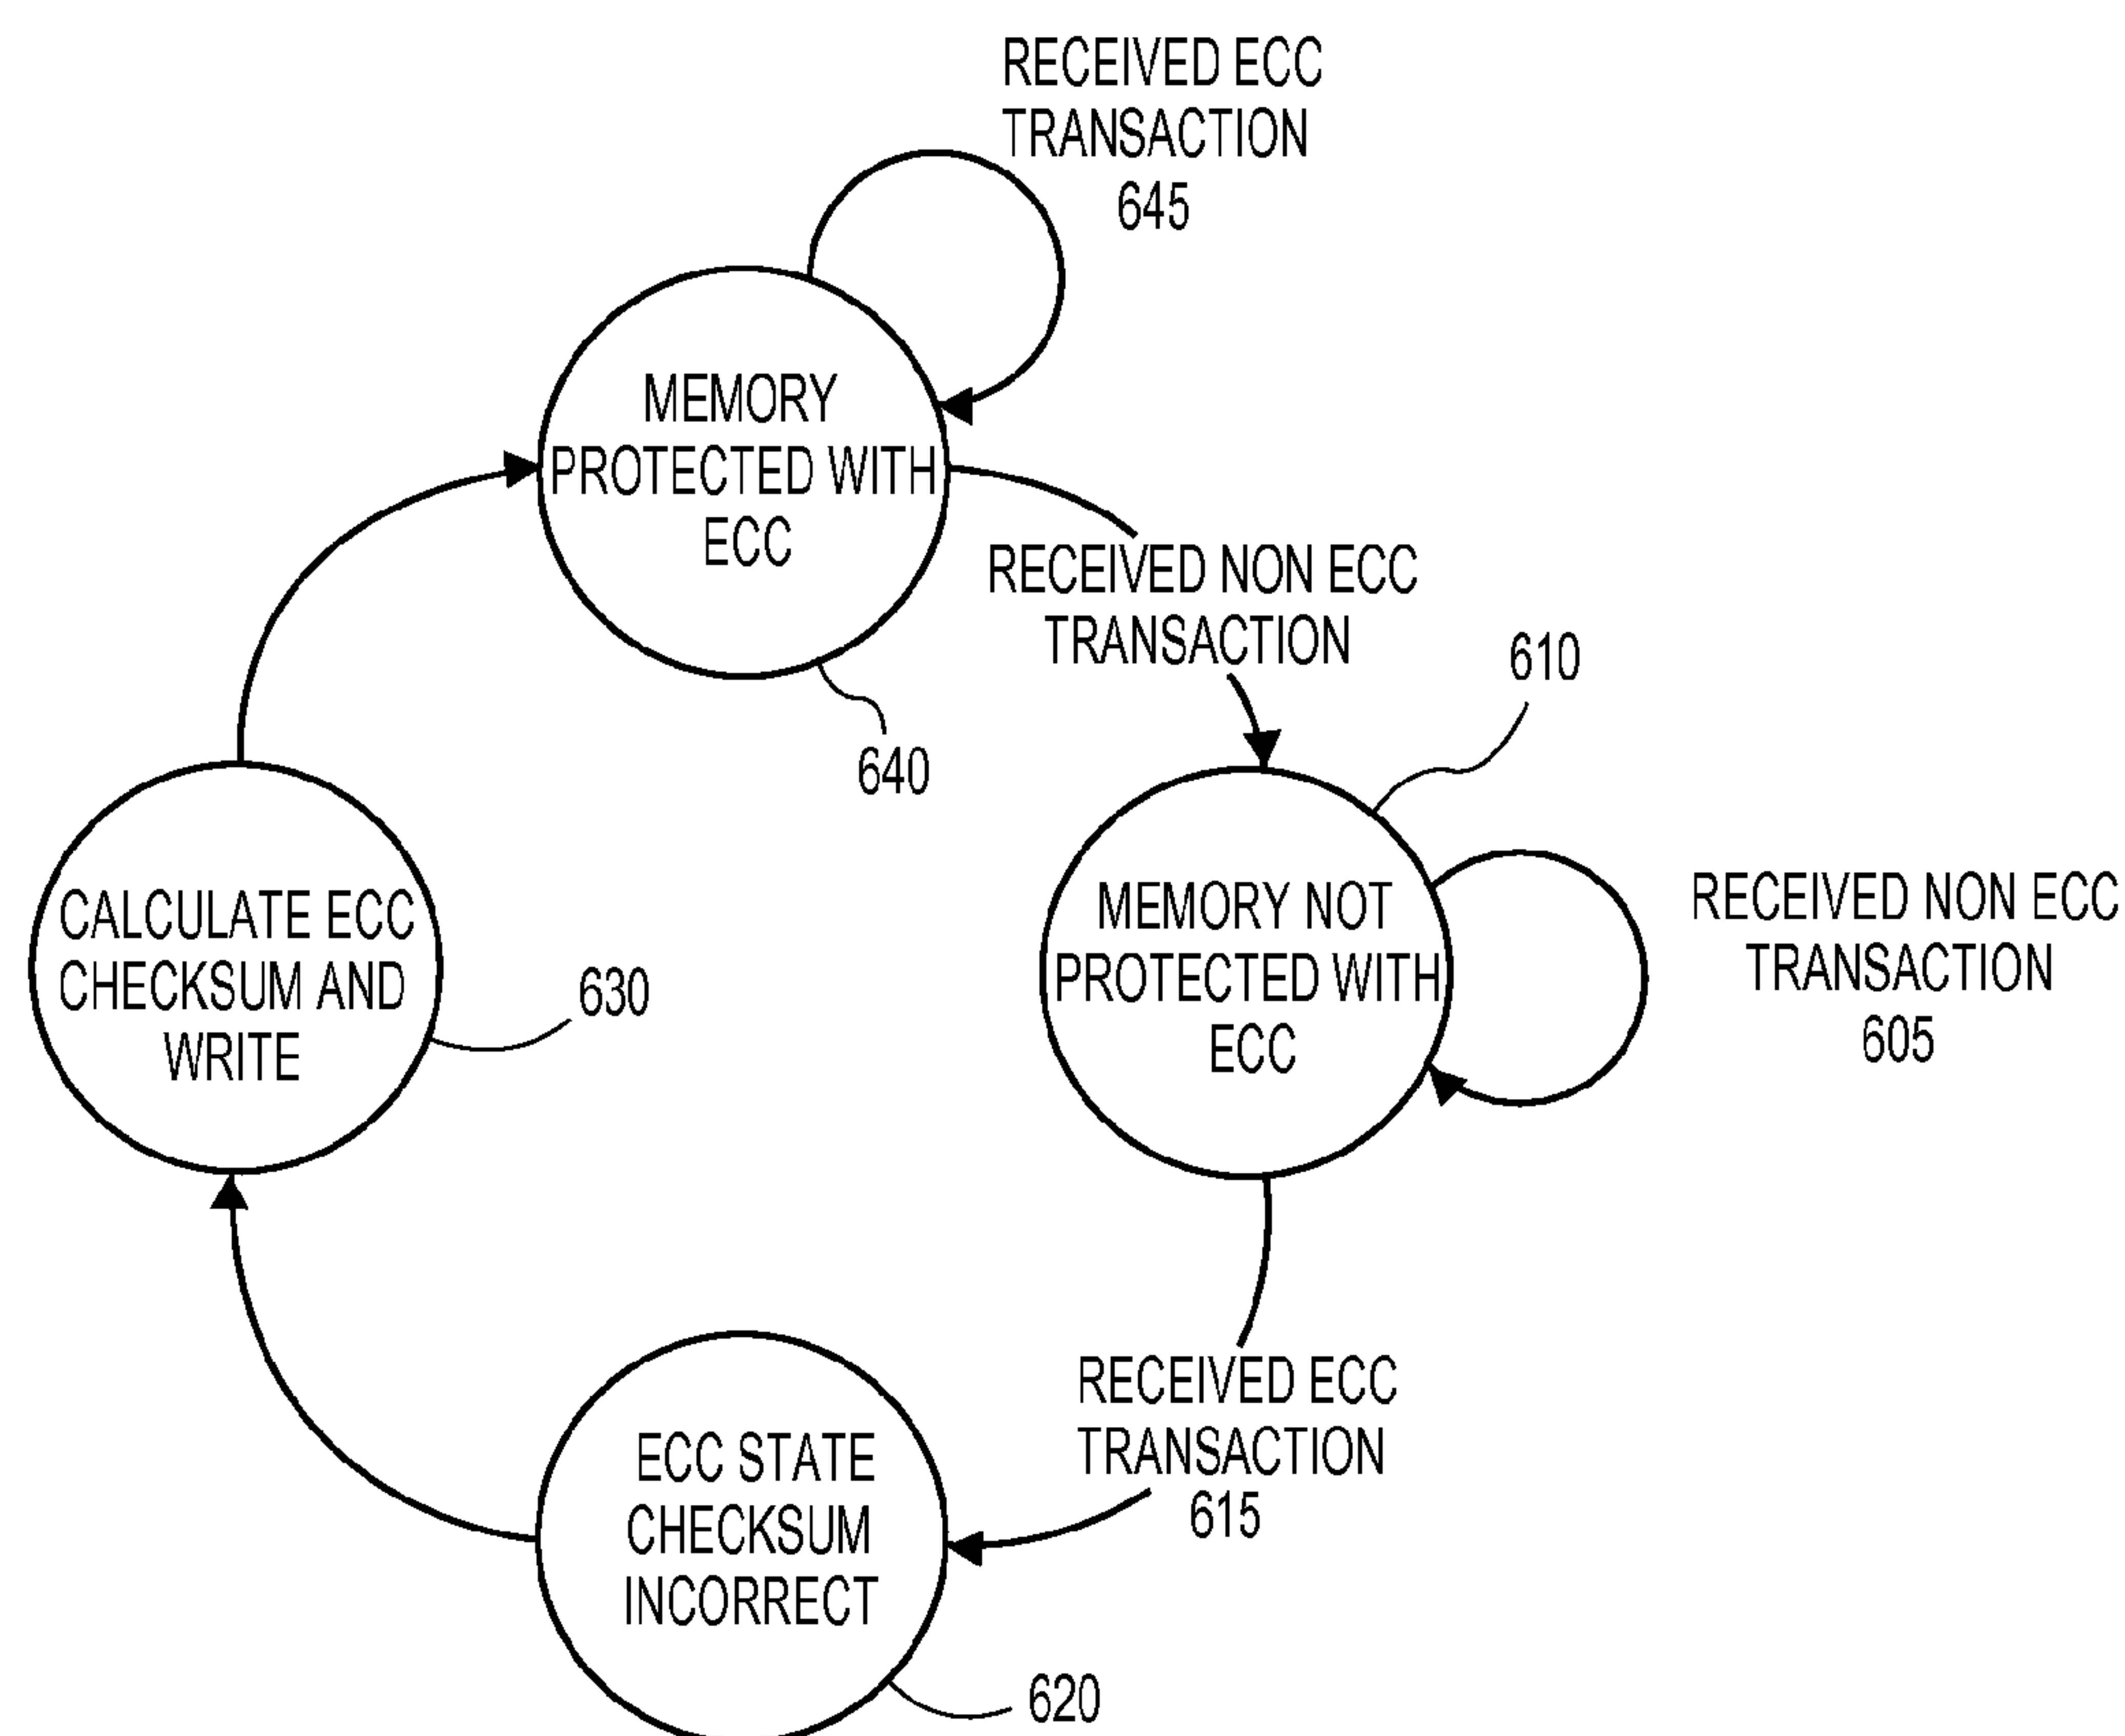 RECEIVED ECC
TRANSACTION
645
MEMORY
PROTECTED WITH
ECC
RECEIVED NON ECC
TRANSACTION
640
610
CALCULATE ECC
CHECKSUM AND
WRITE
630
MEMORY NOT
PROTECTED WITH
ECC
RECEIVED NON ECC
TRANSACTION
605
RECEIVED ECC
TRANSACTION
615
ECC STATE
CHECKSUM
INCORRECT
620